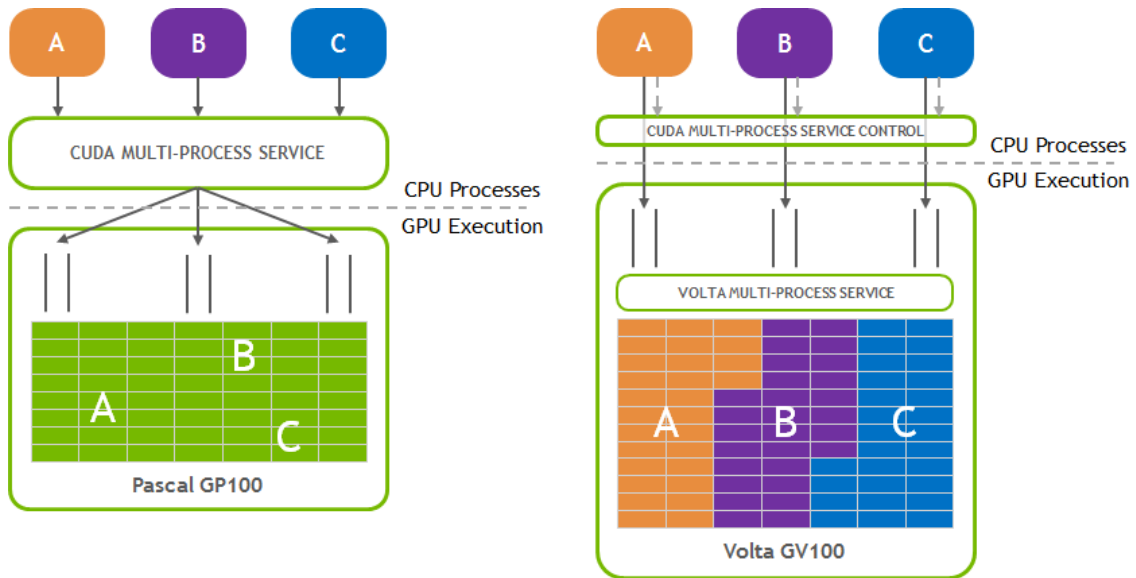 A
B
C
CUDA MULTI-PROCESS SERVICE
CPU Processes
GPU Execution
B
A
C
Pascal GP100
A
B
C
CUDA MULTI-PROCESS SERVICE CONTROL
CPU Processes
GPU Execution
VOLTA MULTI-PROCESS SERVICE
A
B
C
Volta GV100